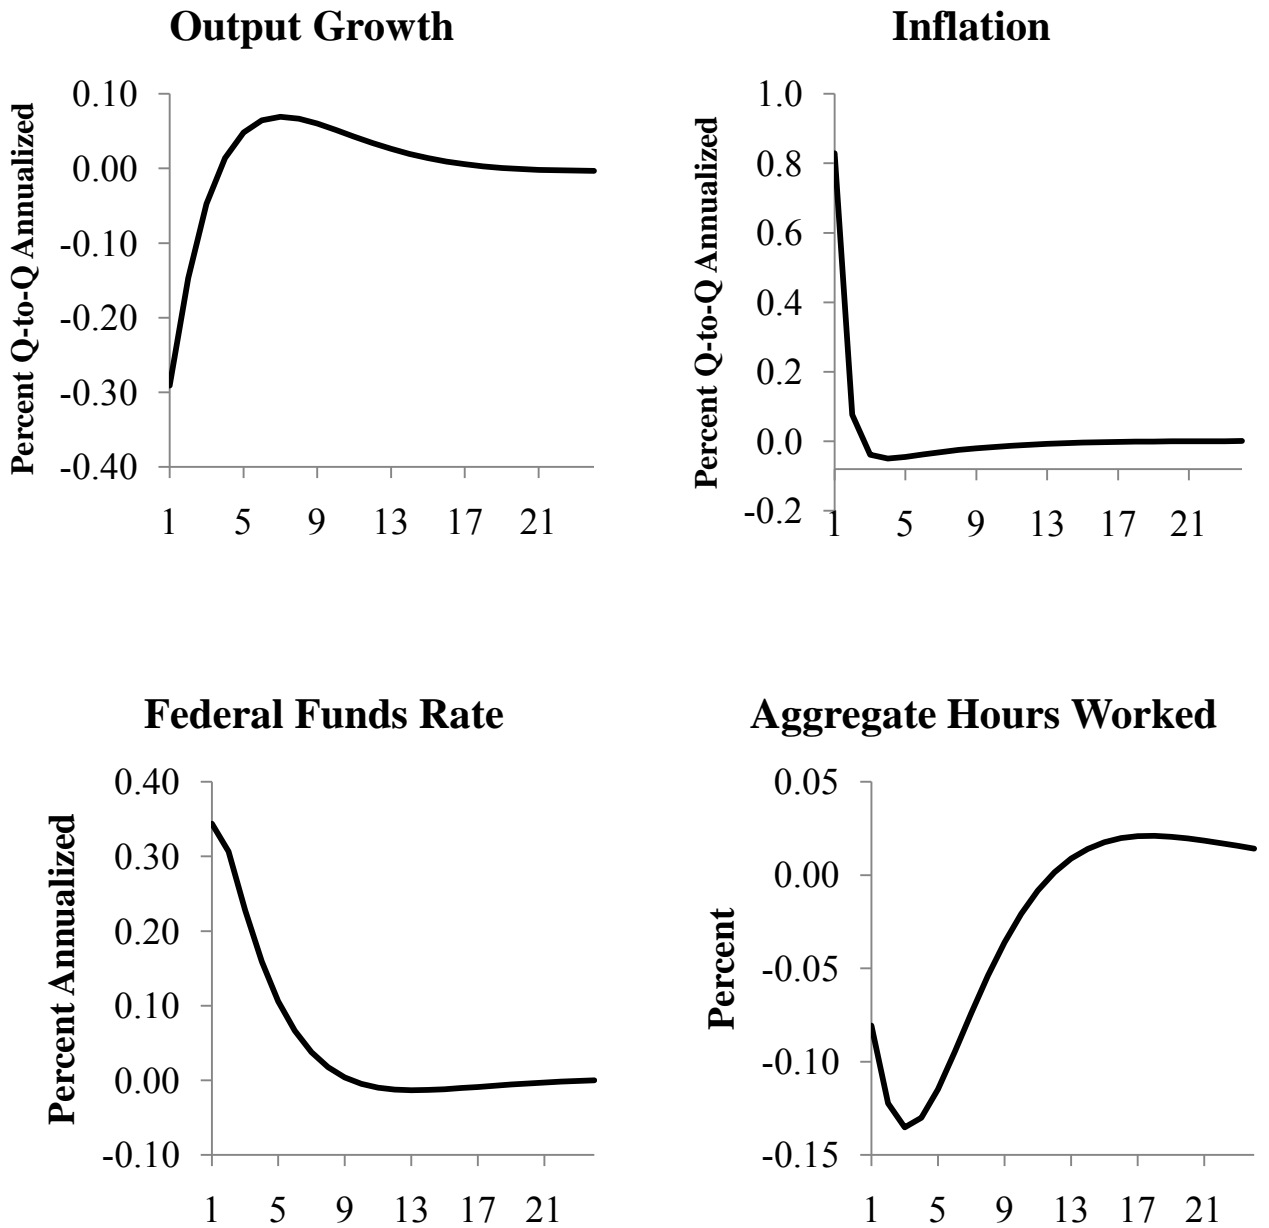 Output Growth
Percent Q-to-Q Annualized
0.10
0.00
-0.10
-0.20
-0.30
-0.40
1 5 9 13 17 21
Inflation
Percent Q-to-Q Annualized
1.0
0.8
0.6
0.4
0.2
0.0
-0.2
1 5 9 13 17 21
Federal Funds Rate
Percent Annualized
0.40
0.30
0.20
0.10
0.00
-0.10
1 5 9 13 17 21
Aggregate Hours Worked
Percent
0.05
0.00
-0.05
-0.10
-0.15
1 5 9 13 17 21